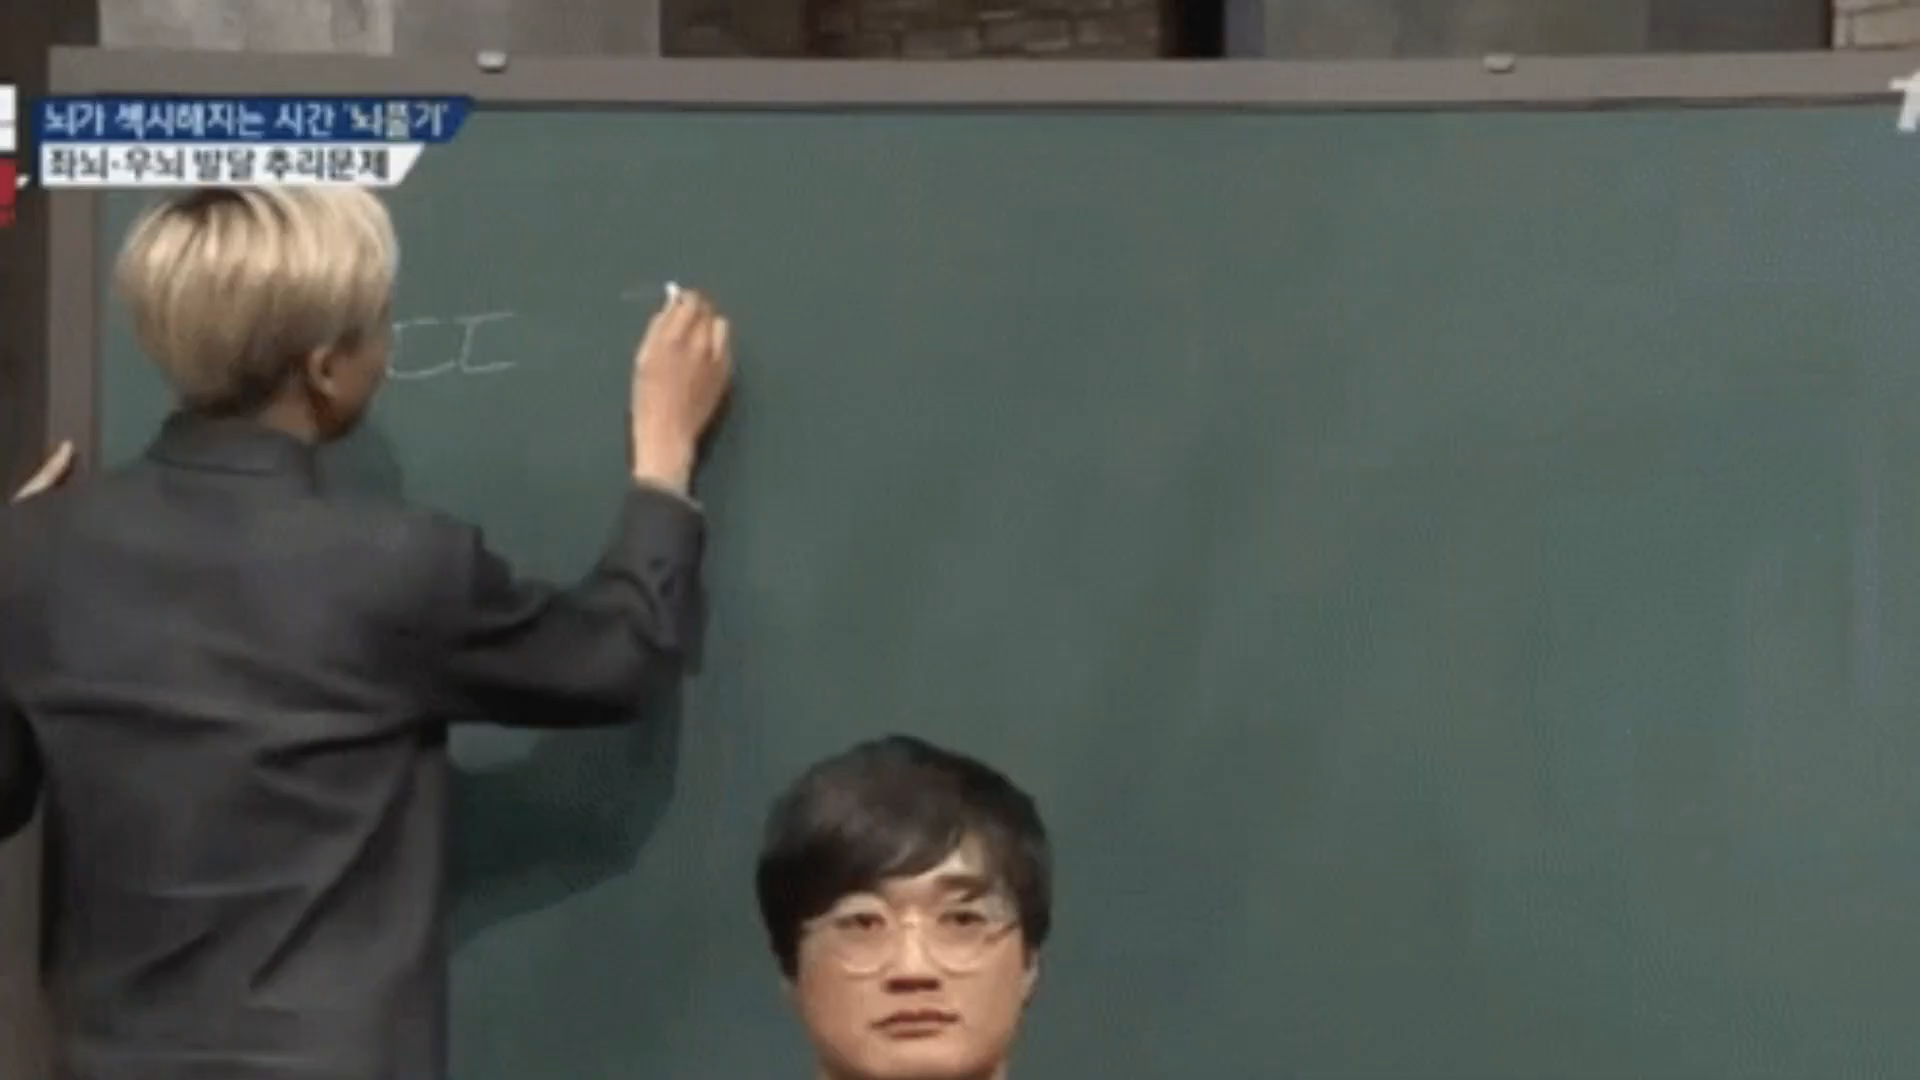 뇌가 섹시해지는 시간 '뇌풀기'
좌뇌·우뇌 발달 추리문제
ㄷㄷ